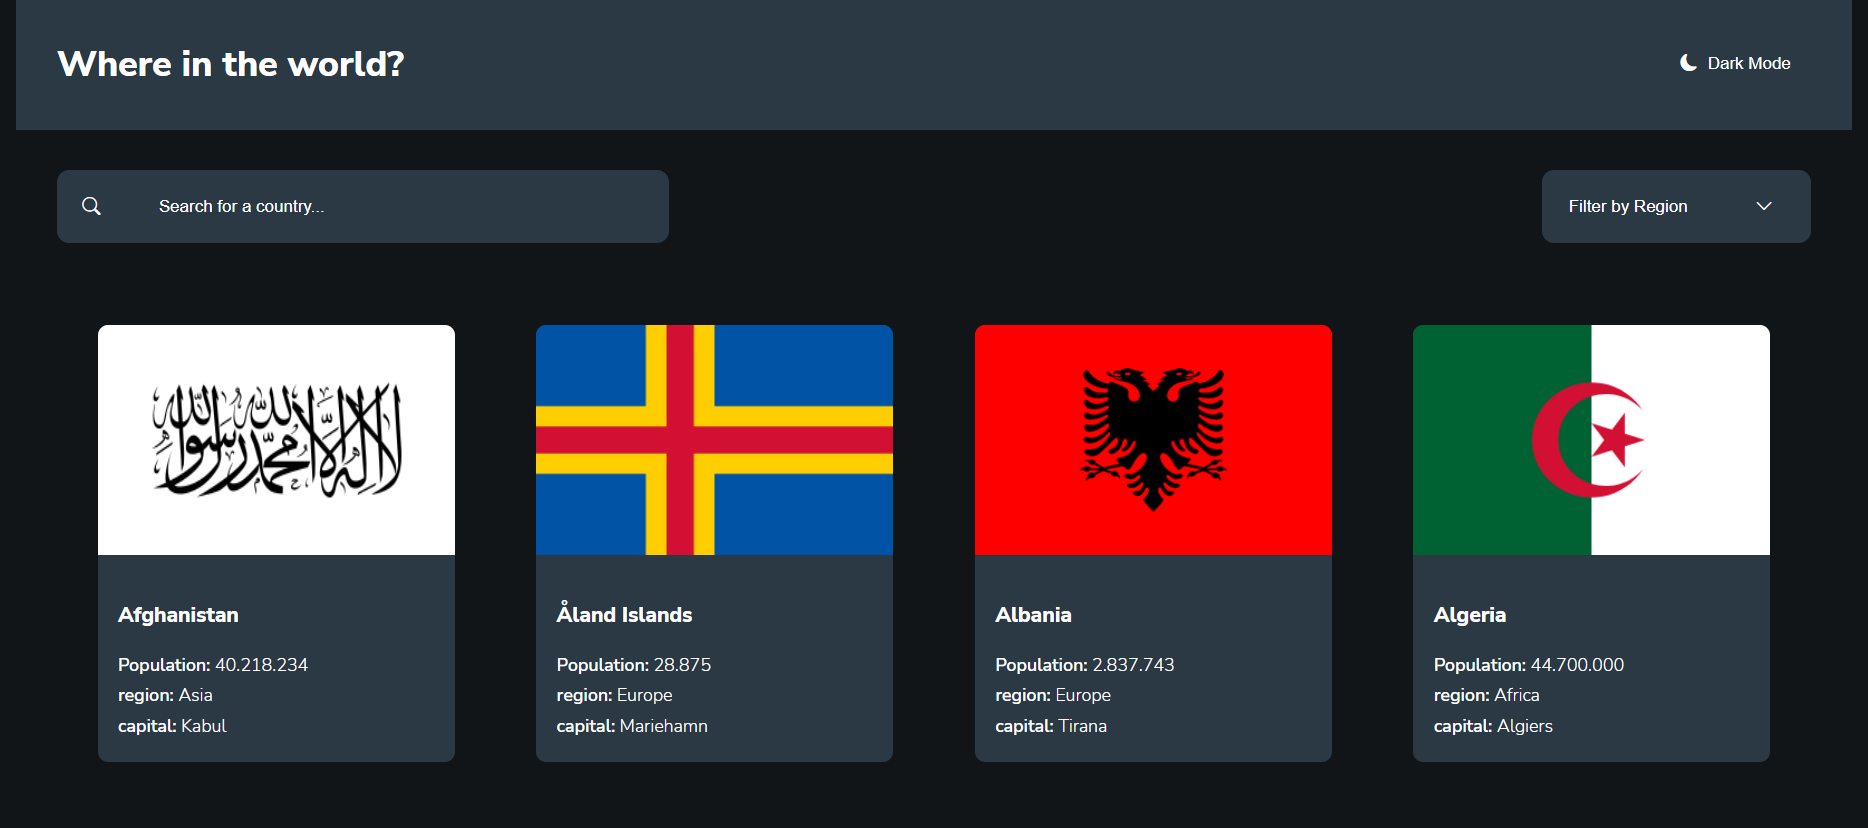 Where in the world?
Dark Mode
Search for a country...
Filter by Region
لا إله إلا الله محمد رسول الله
Afghanistan
Population: 40.218.234
region: Asia
capital: Kabul
Åland Islands
Population: 28.875
region: Europe
capital: Mariehamn
Albania
Population: 2.837.743
region: Europe
capital: Tirana
Algeria
Population: 44.700.000
region: Africa
capital: Algiers